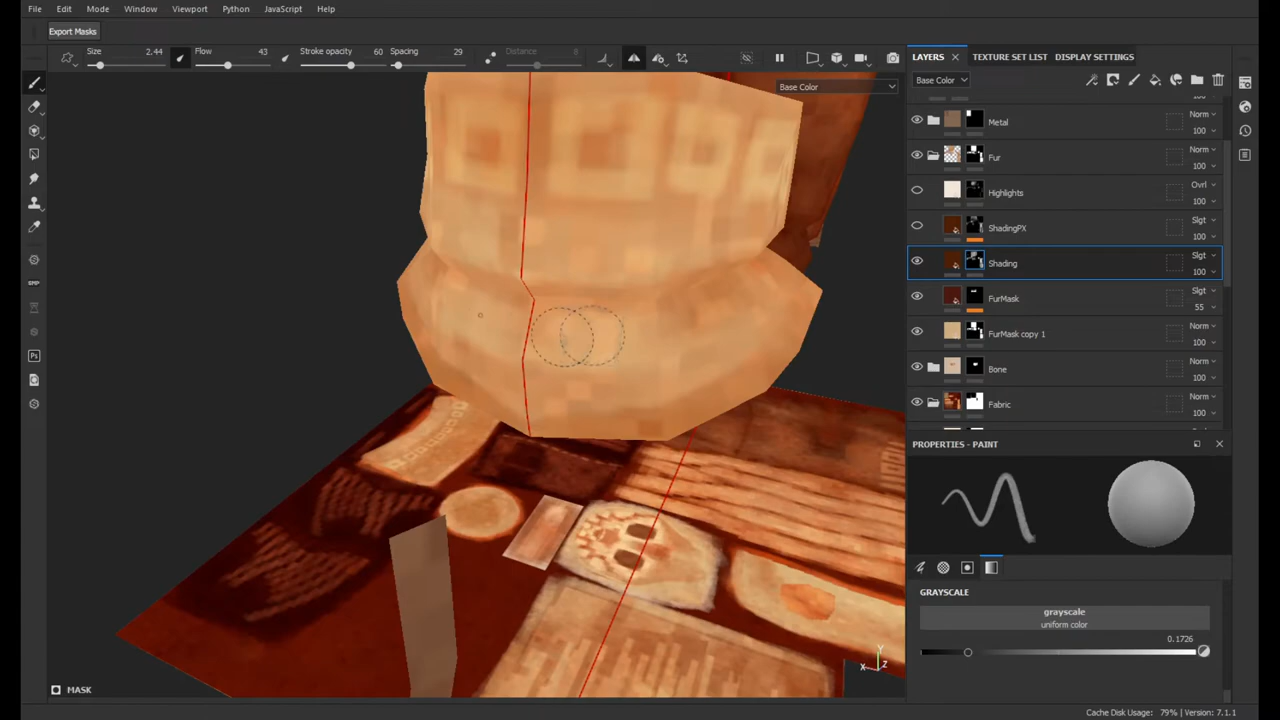 File Edit Mode Window Viewport Python JavaScript Help
Export Masks
Size 2.44 Flow 43 Stroke opacity 60 Spacing 29 Distance 8
LAYERS TEXTURE SET LIST DISPLAY SETTINGS
Base Color
Base Color
100
Metal Norm
100
Fur Norm
100
Highlights Ovrl
100
ShadingPX Slgt
100
Shading Slgt
100
FurMask Slgt
55
FurMask copy 1 Norm
100
Bone Norm
100
Fabric Norm
100
PROPERTIES - PAINT
GRAYSCALE
grayscale
uniform color
0.1726
Y
X Z
MASK
Cache Disk Usage: 79% | Version: 7.1.1